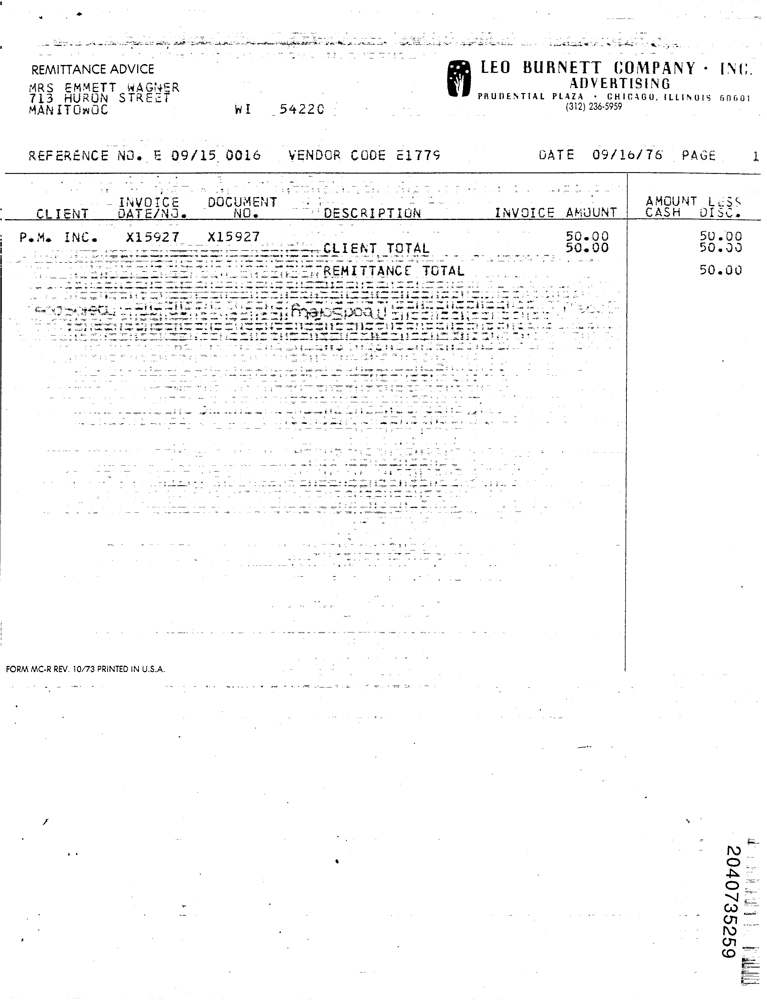 REMITTANCE ADVICE
MRS EMMETT WAGNER
713 HURON STREET
MANITOWOC WI 54220
LEO BURNETT COMPANY · INC.
ADVERTISING
PRUDENTIAL PLAZA · CHICAGO, ILLINOIS 60601
(312) 236-5959
REFERENCE NO. E 09/15 0016 VENDOR CODE E1779 DATE 09/16/76 PAGE 1
CLIENT INVOICE DATE/NO. DOCUMENT NO. DESCRIPTION INVOICE AMOUNT AMOUNT LESS CASH DISC.
P.M. INC. X15927 X15927 50.00 50.00
CLIENT TOTAL 50.00 50.00
REMITTANCE TOTAL 50.00
FORM MC-R REV. 10/73 PRINTED IN U.S.A.
2040735259